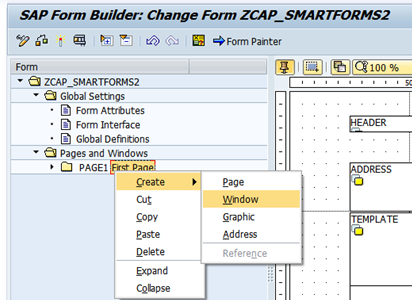 SAP Form Builder: Change Form ZCAP_SMARTFORMS2
Form Painter
Form
100 %
ZCAP_SMARTFORMS2
Global Settings
Form Attributes
Form Interface
Global Definitions
Pages and Windows
PAGE1 First Page
Create
Cut
Copy
Paste
Delete
Expand
Collapse
Page
Window
Graphic
Address
Reference
HEADER
ADDRESS
TEMPLATE